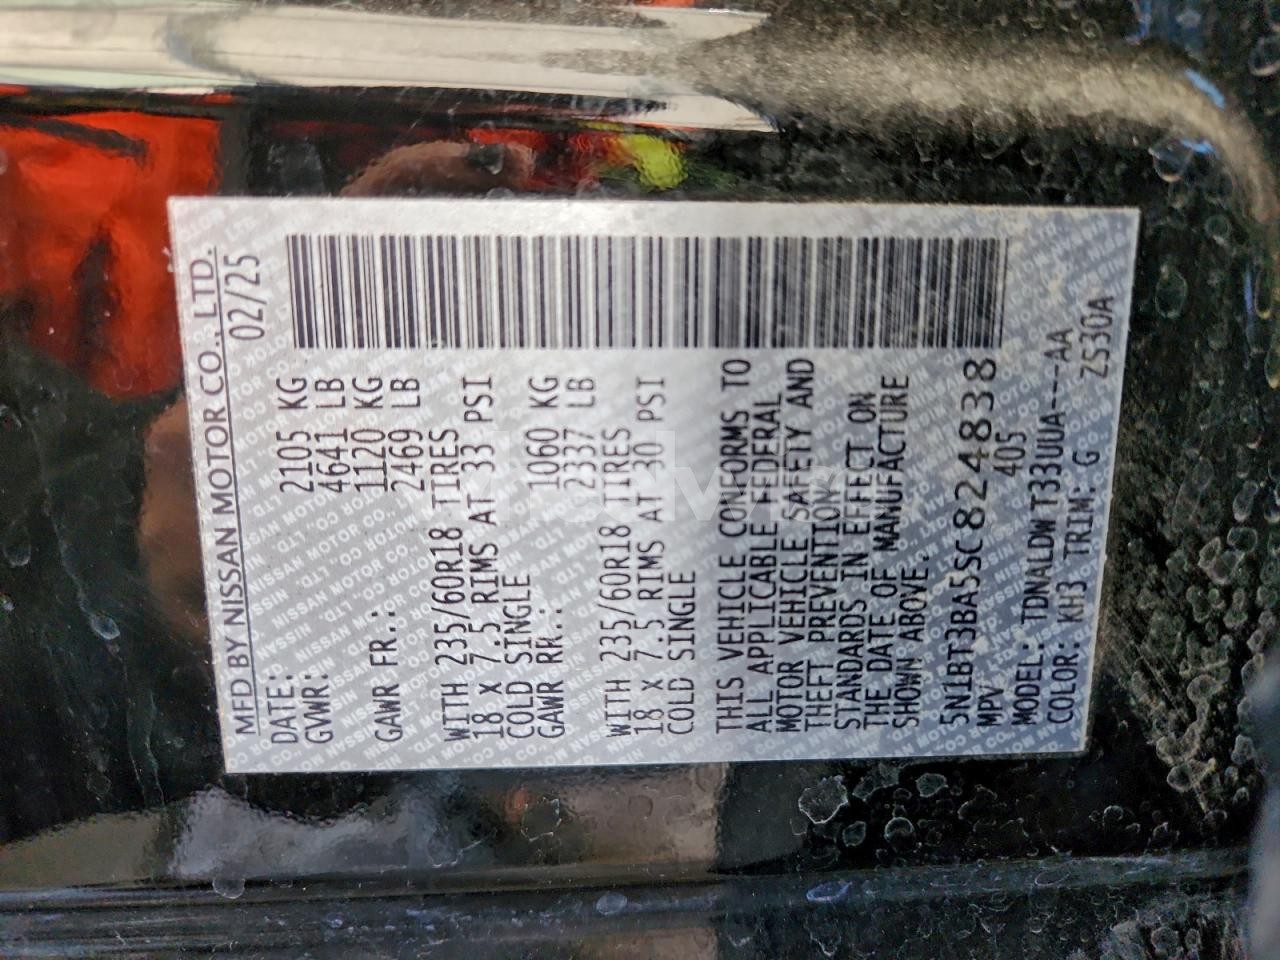 MFD BY NISSAN MOTOR CO., LTD.
DATE: 02/25
GVWR: 2105 KG
4641 LB
GAWR FR.: 1120 KG
2469 LB
WITH 235/60R18 TIRES
18 x 7.5 RIMS AT 33 PSI
COLD SINGLE
GAWR RR.: 1060 KG
2337 LB
WITH 235/60R18 TIRES
18 x 7.5 RIMS AT 30 PSI
COLD SINGLE
THIS VEHICLE CONFORMS TO
ALL APPLICABLE FEDERAL
MOTOR VEHICLE SAFETY AND
THEFT PREVENTION
STANDARDS IN EFFECT ON
THE DATE OF MANUFACTURE
SHOWN ABOVE.
5N1BT3BA5SC824838
MPV 405
MODEL: TDNALDWT33UUA---AA
COLOR: KH3 TRIM: G ZS30A